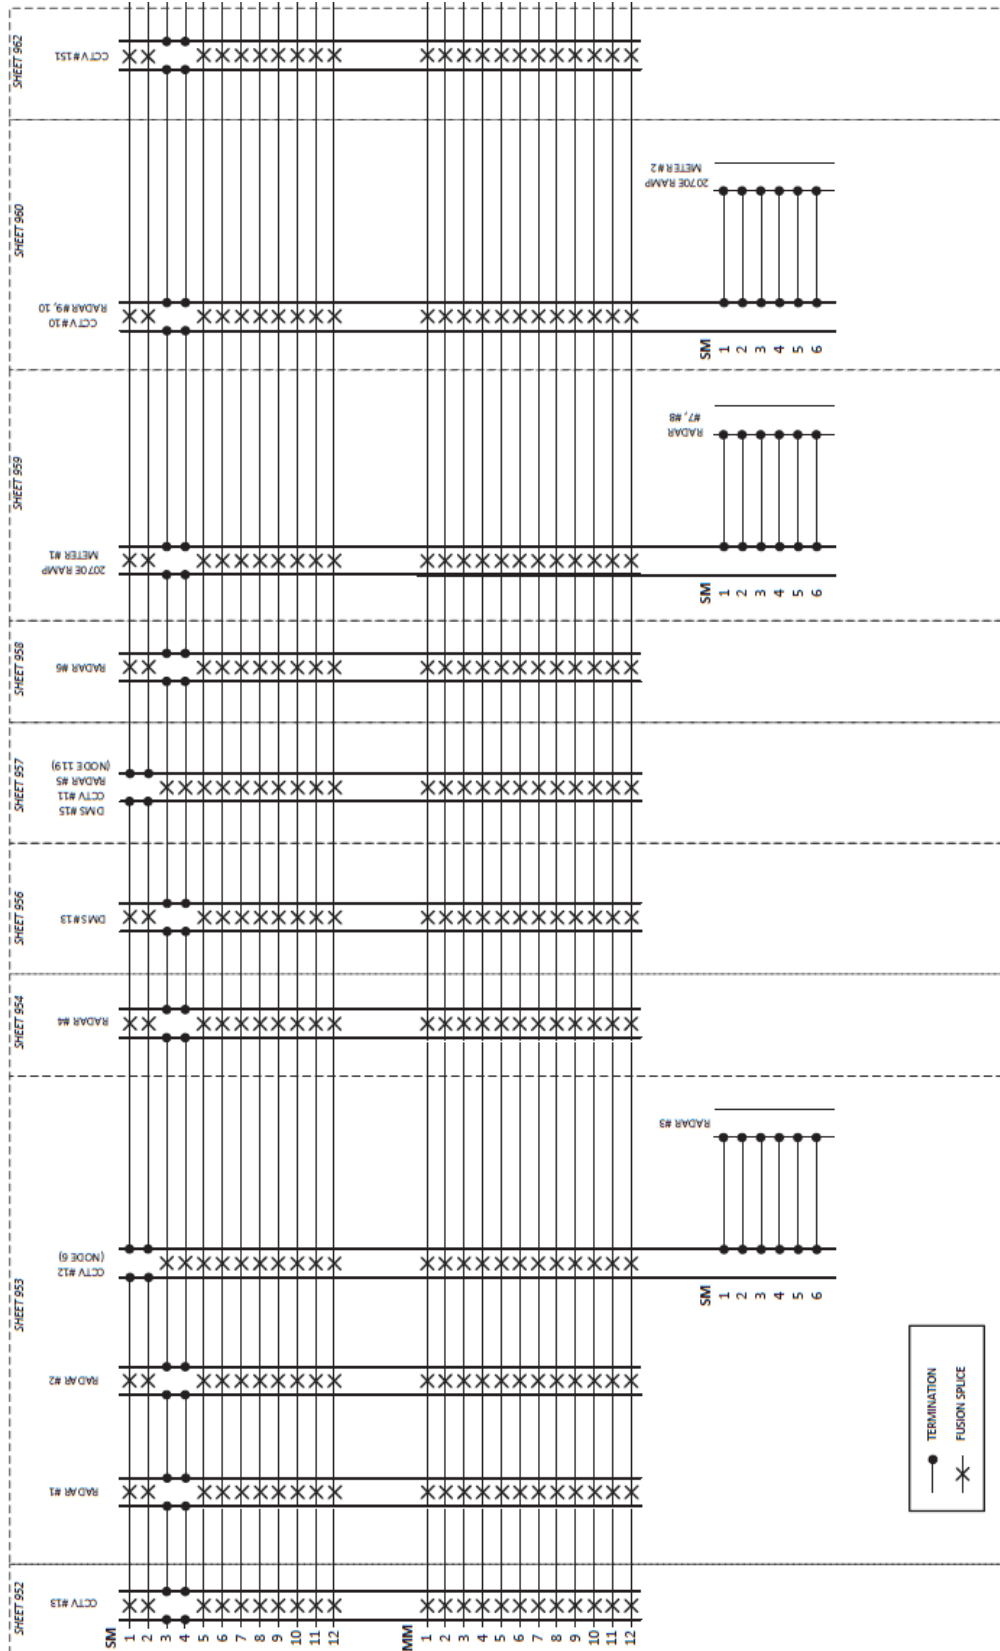 SHEET 962
CCTV #151
SHEET 960
2070E RAMP
METER #2
CCTV #10
RADAR #9, 10
SM
1
2
3
4
5
6
SHEET 959
RADAR
#7, #8
2070E RAMP
METER #1
SM
1
2
3
4
5
6
SHEET 958
RADAR #6
SHEET 957
DMS #15
CCTV #11
RADAR #5
(NODE 119)
SHEET 956
DMS #13
SHEET 954
RADAR #4
SHEET 953
RADAR #3
CCTV #12
(NODE 6)
SM
1
2
3
4
5
6
RADAR #2
RADAR #1
SHEET 952
CCTV #13
SM
1
2
3
4
5
6
7
8
9
10
11
12
MM
1
2
3
4
5
6
7
8
9
10
11
12
TERMINATION
FUSION SPLICE